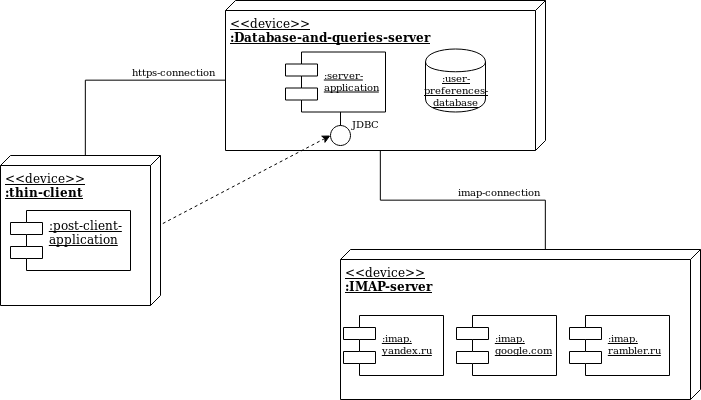 <<device>>
:Database-and-queries-server
:server-
application
:user-
preferences-
database
JDBC
https-connection
<<device>>
:thin-client
:post-client-
application
imap-connection
<<device>>
:IMAP-server
:imap.
yandex.ru
:imap.
google.com
:imap.
rambler.ru